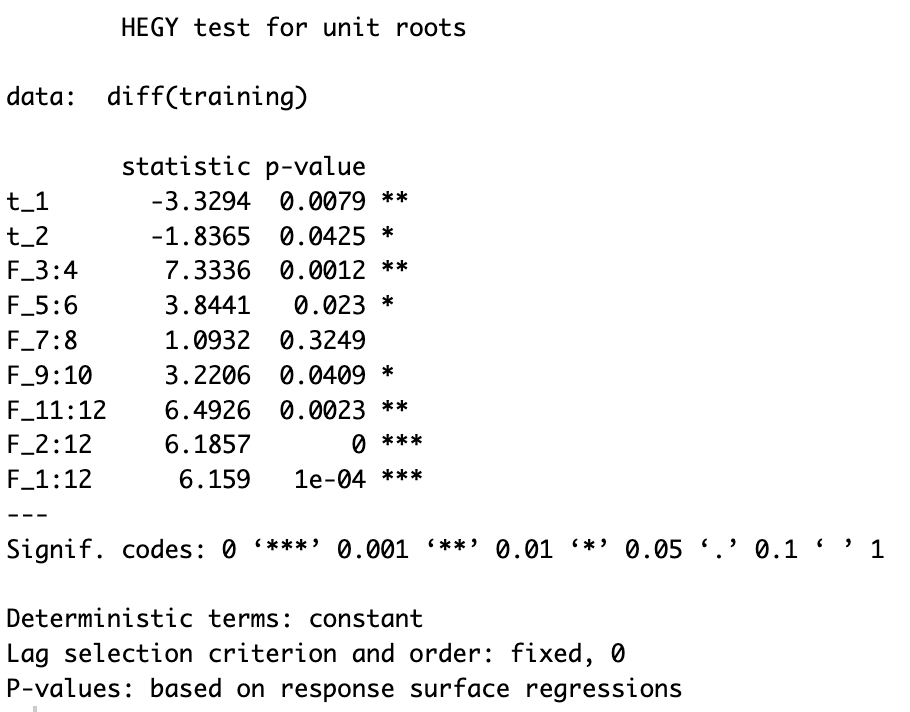 HEGY test for unit roots
data:  diff(training)
statistic p-value
t_1 -3.3294 0.0079 **
t_2 -1.8365 0.0425 *
F_3:4 7.3336 0.0012 **
F_5:6 3.8441 0.023 *
F_7:8 1.0932 0.3249
F_9:10 3.2206 0.0409 *
F_11:12 6.4926 0.0023 **
F_2:12 6.1857 0 ***
F_1:12 6.159 1e-04 ***
---
Signif. codes: 0 ‘***’ 0.001 ‘**’ 0.01 ‘*’ 0.05 ‘.’ 0.1 ‘ ’ 1
Deterministic terms: constant
Lag selection criterion and order: fixed, 0
P-values: based on response surface regressions